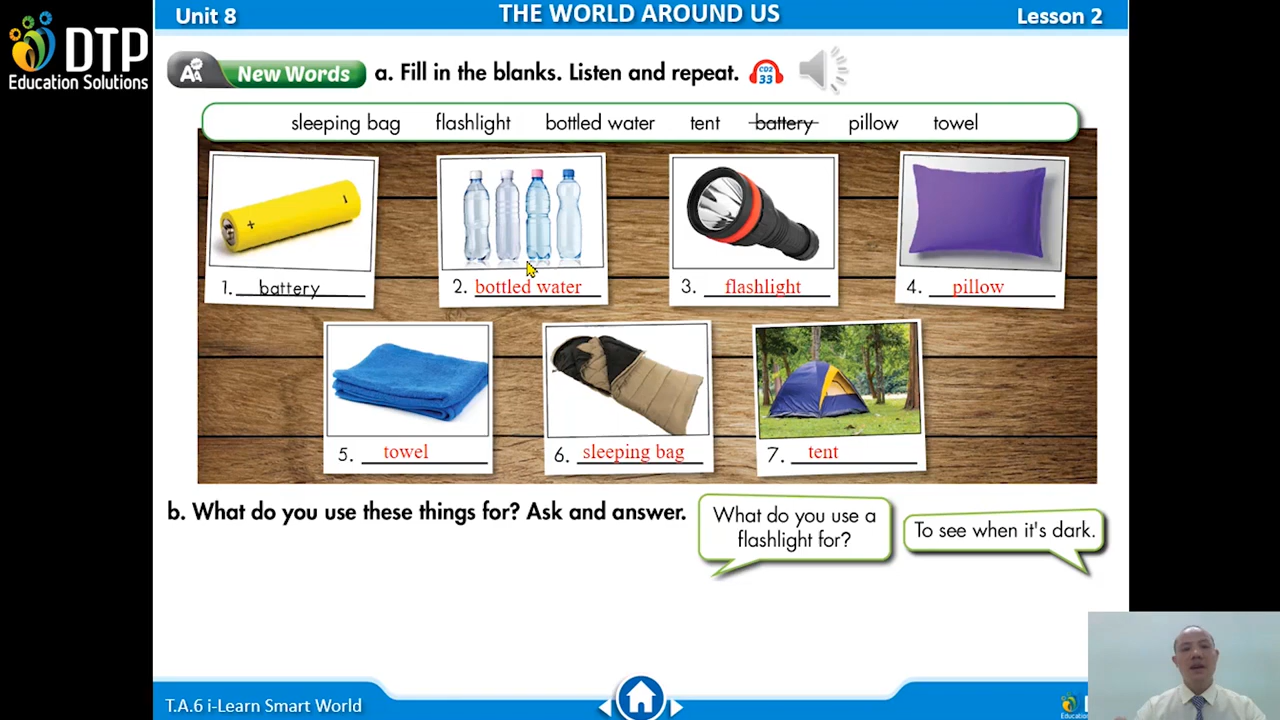 DTP
Education Solutions
Unit 8
THE WORLD AROUND US
Lesson 2
New Words
a. Fill in the blanks. Listen and repeat.
CD2
33
sleeping bag flashlight bottled water tent battery pillow towel
1. battery
2. bottled water
3. flashlight
4. pillow
5. towel
6. sleeping bag
7. tent
b. What do you use these things for? Ask and answer.
What do you use a
flashlight for?
To see when it's dark.
T.A.6 i-Learn Smart World